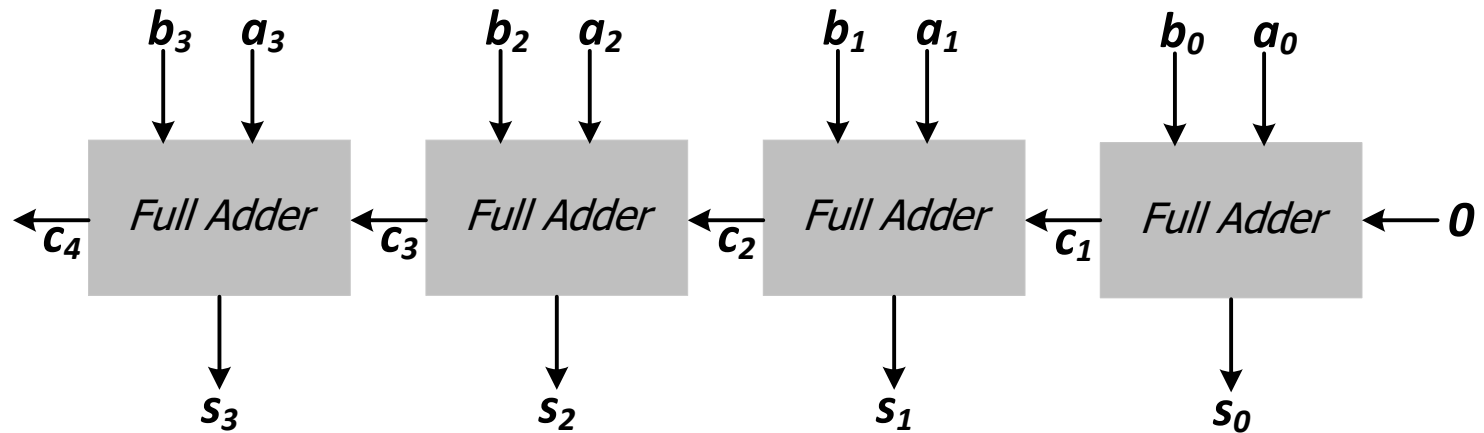 b₃ a₃ b₂ a₂ b₁ a₁ b₀ a₀
Full Adder Full Adder Full Adder Full Adder 0
c₄ c₃ c₂ c₁
s₃ s₂ s₁ s₀